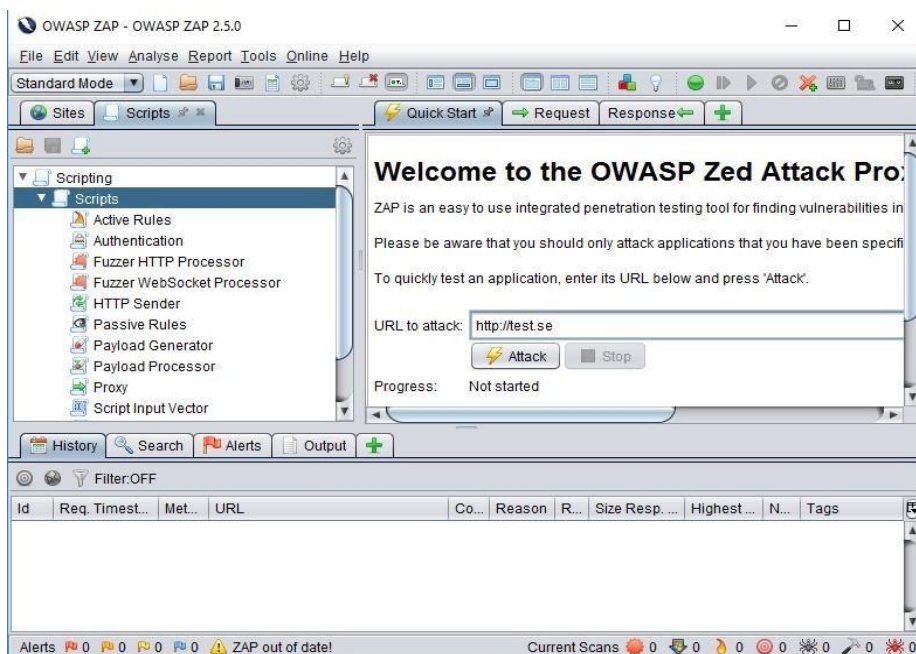 OWASP ZAP - OWASP ZAP 2.5.0
File Edit View Analyse Report Tools Online Help
Standard Mode
Sites Scripts
Quick Start Request Response
Scripting
Scripts
Active Rules
Authentication
Fuzzer HTTP Processor
Fuzzer WebSocket Processor
HTTP Sender
Passive Rules
Payload Generator
Payload Processor
Proxy
Script Input Vector
Welcome to the OWASP Zed Attack Pro
ZAP is an easy to use integrated penetration testing tool for finding vulnerabilities in
Please be aware that you should only attack applications that you have been specifi
To quickly test an application, enter its URL below and press 'Attack'.
URL to attack: http://test.se
Attack Stop
Progress: Not started
History Search Alerts Output
Filter:OFF
Id Req. Timest... Met... URL Co... Reason R... Size Resp. ... Highest ... N... Tags
Alerts 0 0 0 0 ZAP out of date! Current Scans 0 0 0 0 0 0 0